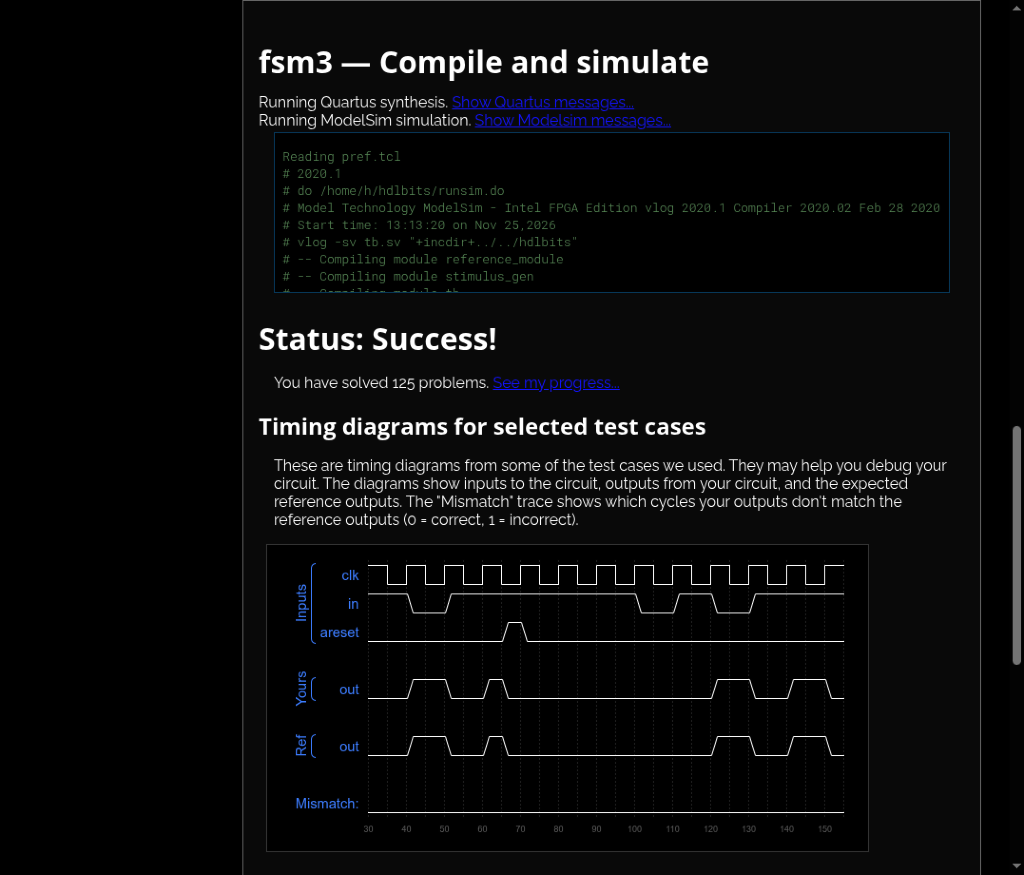 fsm3 — Compile and simulate
Running Quartus synthesis. Show Quartus messages...
Running ModelSim simulation. Show Modelsim messages...
Reading pref.tcl
# 2020.1
# do /home/h/hdlbits/runsim.do
# Model Technology ModelSim - Intel FPGA Edition vlog 2020.1 Compiler 2020.02 Feb 28 2020
# Start time: 13:13:20 on Nov 25,2026
# vlog -sv tb.sv "+incdir+../../hdlbits"
# -- Compiling module reference_module
# -- Compiling module stimulus_gen
# -- Compiling module tb
Status: Success!
You have solved 125 problems. See my progress...
Timing diagrams for selected test cases
These are timing diagrams from some of the test cases we used. They may help you debug your
circuit. The diagrams show inputs to the circuit, outputs from your circuit, and the expected
reference outputs. The "Mismatch" trace shows which cycles your outputs don't match the
reference outputs (0 = correct, 1 = incorrect).
Inputs
clk
in
areset
Yours
out
Ref
out
Mismatch:
30 40 50 60 70 80 90 100 110 120 130 140 150